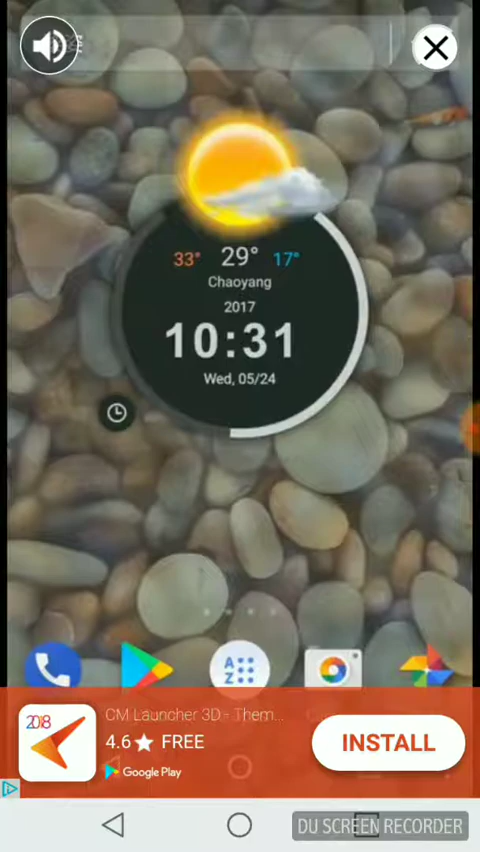 33° 29° 17°
Chaoyang
2017
10:31
Wed, 05/24
A
Z
2018
CM Launcher 3D - Them...
4.6 FREE
INSTALL
Google Play
DU SCREEN RECORDER